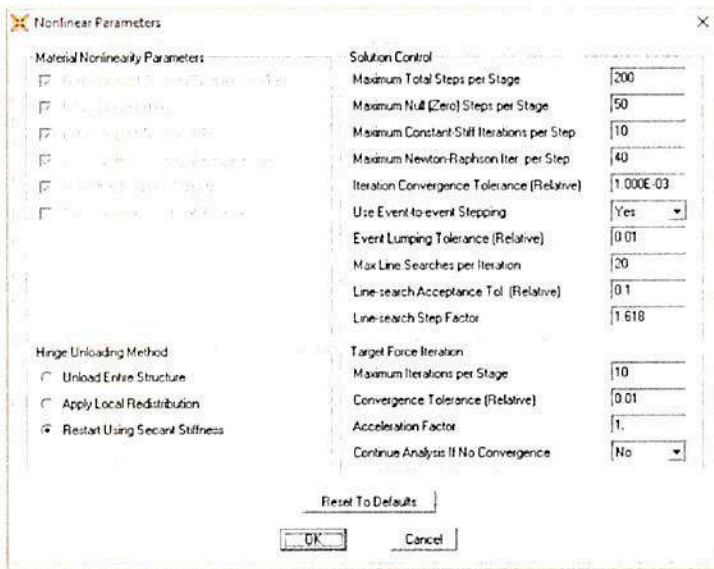 Nonlinear Parameters
Material Nonlinearity Parameters
Solution Control
Maximum Total Steps per Stage 200
Maximum Null (Zero) Steps per Stage 50
Maximum Constant-Stiff Iterations per Step 10
Maximum Newton-Raphson Iter per Step 40
Iteration Convergence Tolerance (Relative) 1.000E-03
Use Event-to-event Stepping Yes
Event Lumping Tolerance (Relative) 0.01
Max Line Searches per Iteration 20
Line-search Acceptance Tol (Relative) 0.1
Line-search Step Factor 1.618
Hinge Unloading Method
Unload Entire Structure
Apply Local Redistribution
Restart Using Secant Stiffness
Target Force Iteration
Maximum Iterations per Stage 10
Convergence Tolerance (Relative) 0.01
Acceleration Factor 1.
Continue Analysis If No Convergence No
Reset To Defaults
OK Cancel